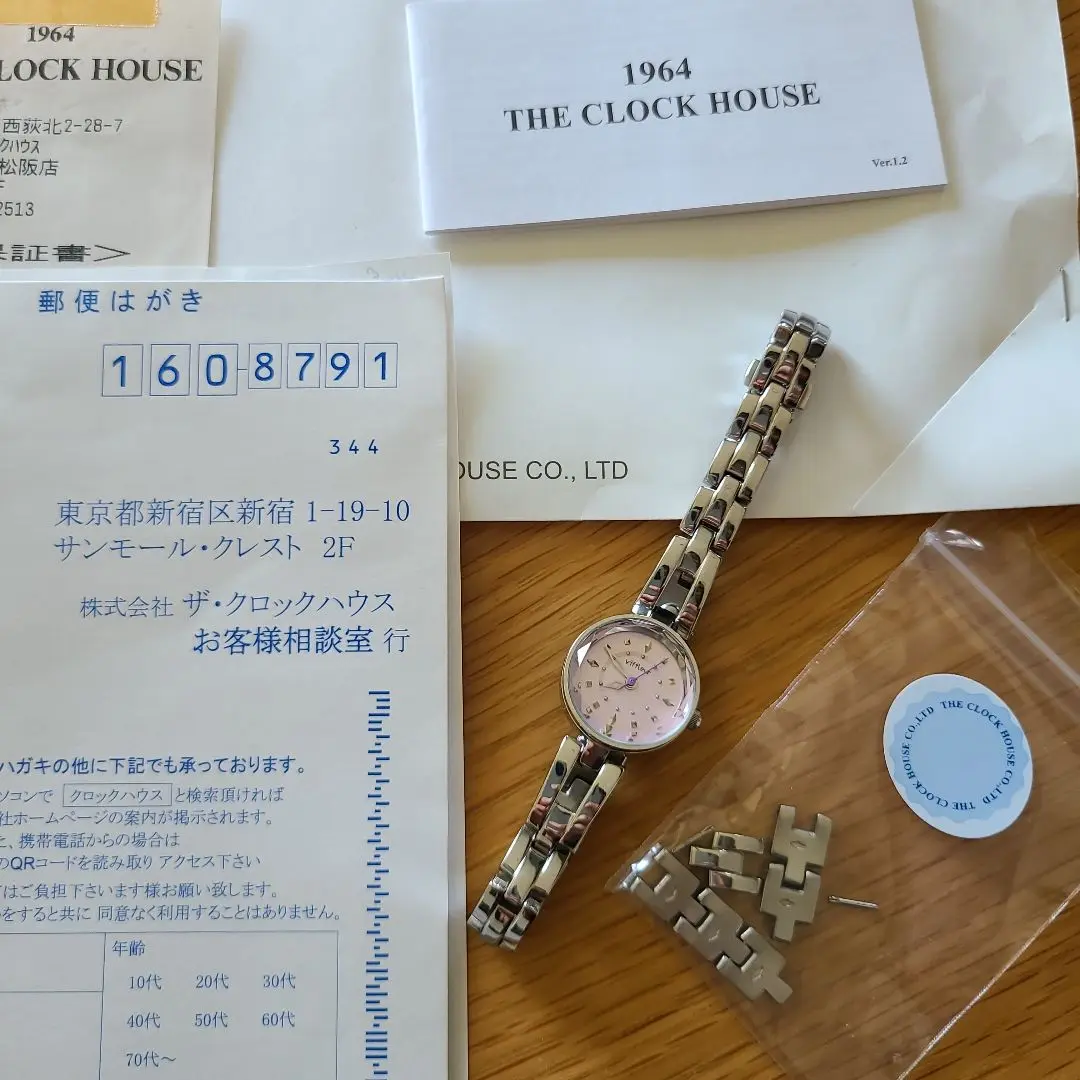 1964
LOCK HOUSE
西荻北2-28-7
クハウス
松阪店
2513
証書＞
1964
THE CLOCK HOUSE
Ver.1.2
OUSE CO., LTD
郵便はがき
160-8791
344
東京都新宿区新宿 1-19-10
サンモール・クレスト 2F
株式会社 ザ・クロックハウス
お客様相談室 行
ハガキの他に下記でも承っております。
ソコンで クロックハウス と検索頂ければ
社ホームページの案内が掲示されます。
、携帯電話からの場合は
のQRコードを読み取り アクセス下さい
はご負担下さいます様お願い致します。
をすると共に 同意なく利用することはありません。
年齢
10代 20代 30代
40代 50代 60代
70代～
THE CLOCK HOUSE CO.,LTD THE CLOCK HOUSE CO.,LTD